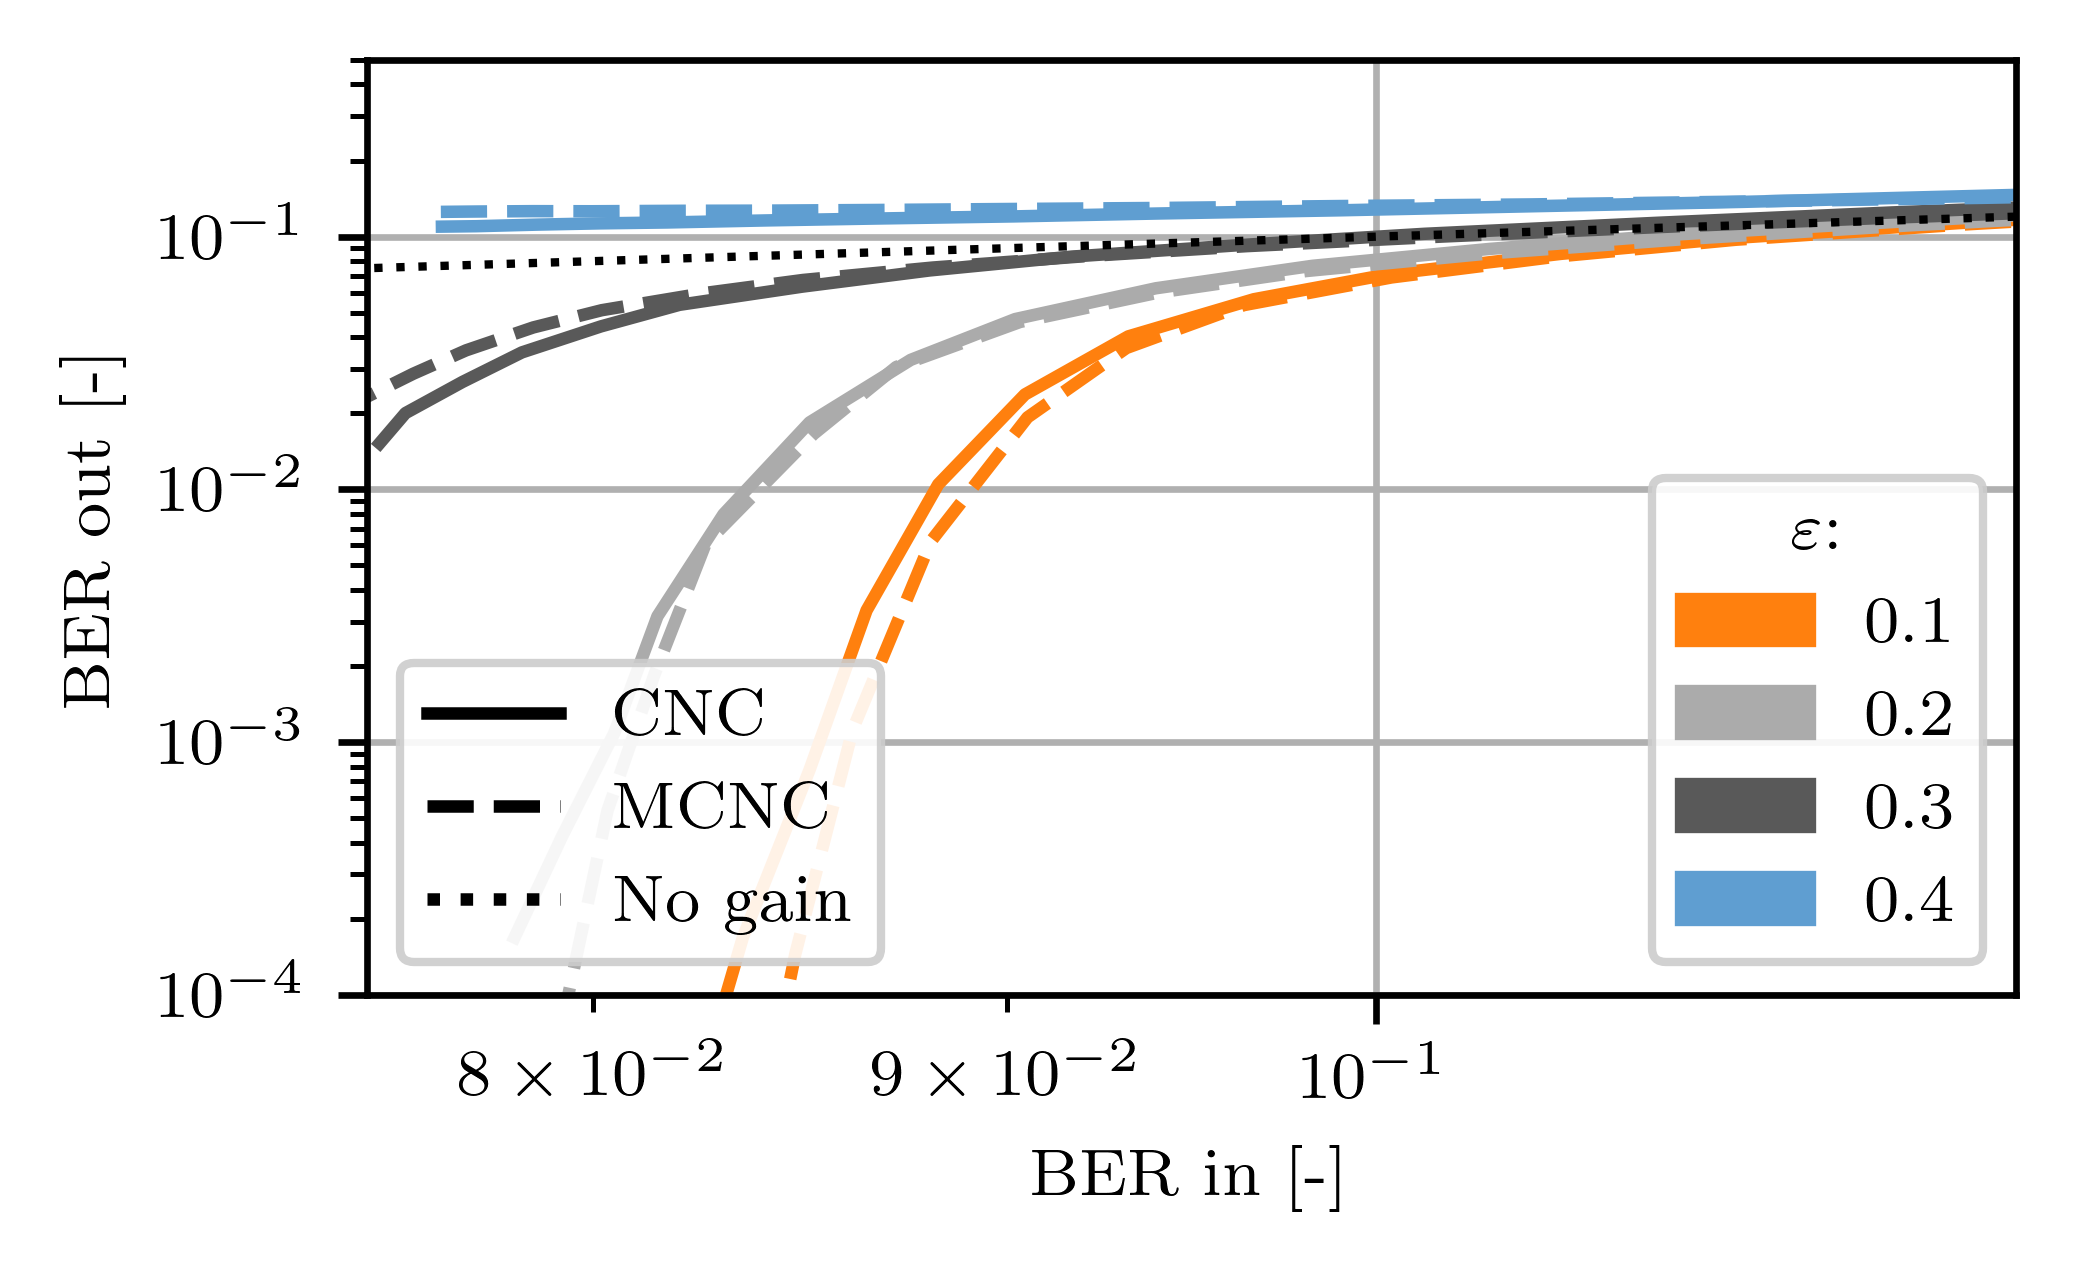 BER out [-]
10⁻¹
10⁻²
10⁻³
10⁻⁴
CNC
MCNC
No gain
ε:
0.1
0.2
0.3
0.4
8 × 10⁻²
9 × 10⁻²
10⁻¹
BER in [-]